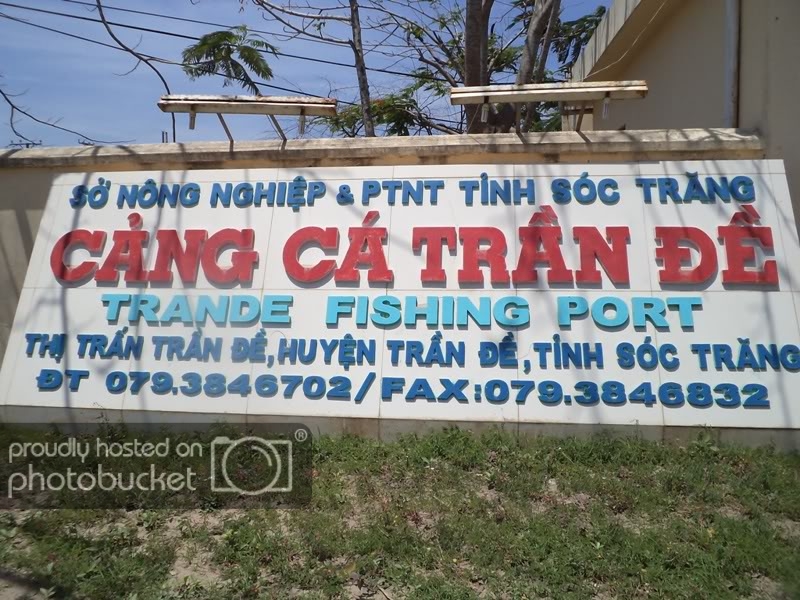 SỞ NÔNG NGHIỆP & PTNT TỈNH SÓC TRĂNG
CẢNG CÁ TRẦN ĐỀ
TRANDE FISHING PORT
THỊ TRẤN TRẦN ĐỀ, HUYỆN TRẦN ĐỀ, TỈNH SÓC TRĂNG
ĐT 079.3846702/FAX:079.3846832
proudly hosted on
photobucket